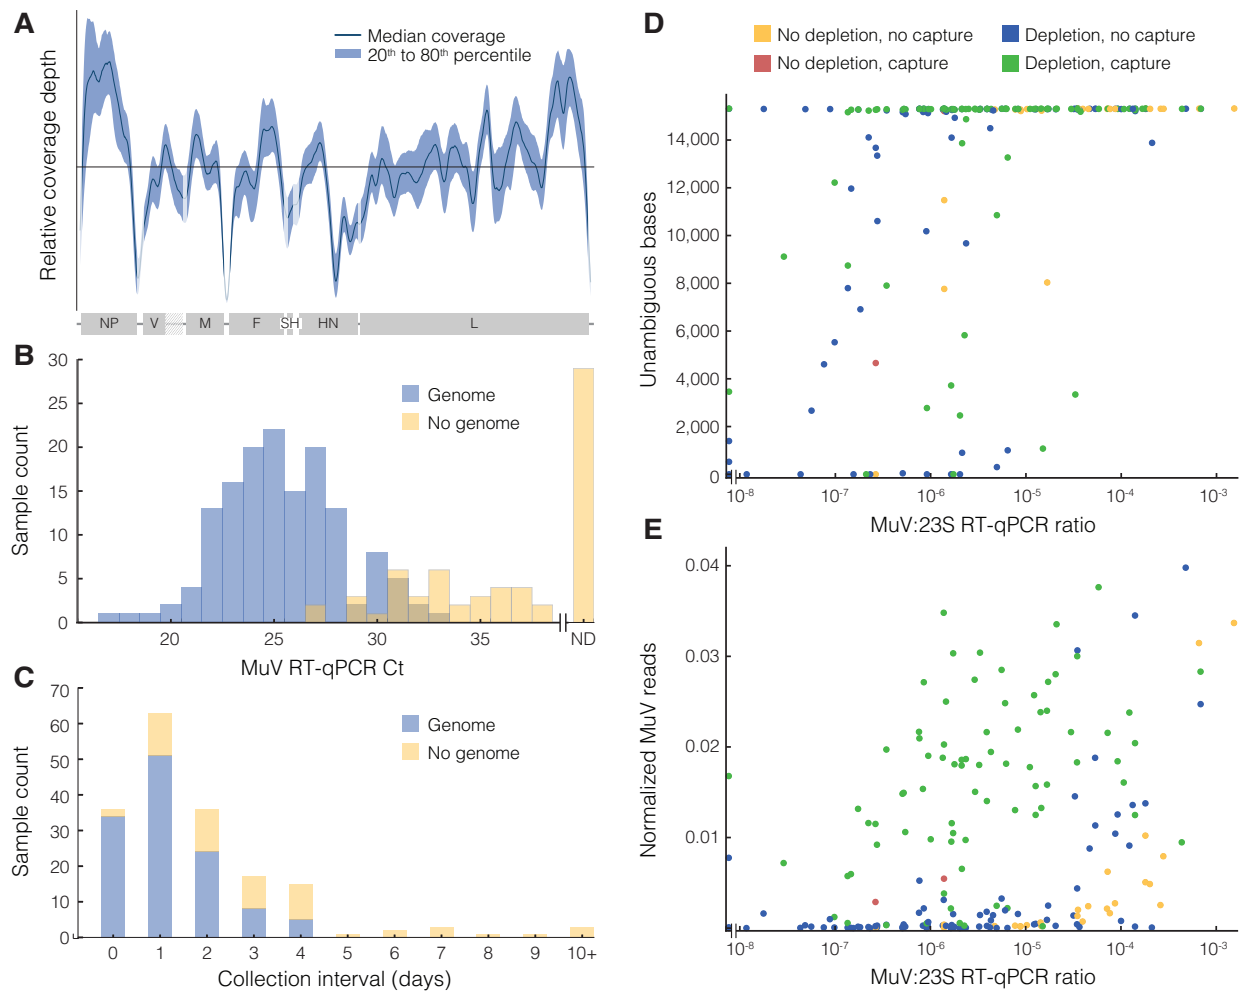 A
Relative coverage depth
Median coverage
20th to 80th percentile
NP V M F SH HN L
B
Sample count
30
25
20
15
10
5
0
Genome
No genome
20 25 30 35 ND
MuV RT-qPCR Ct
C
Sample count
70
60
50
40
30
20
10
0
Genome
No genome
0 1 2 3 4 5 6 7 8 9 10+
Collection interval (days)
D
No depletion, no capture
Depletion, no capture
No depletion, capture
Depletion, capture
Unambiguous bases
14,000
12,000
10,000
8,000
6,000
4,000
2,000
0
10-8 10-7 10-6 10-5 10-4 10-3
MuV:23S RT-qPCR ratio
E
Normalized MuV reads
0.04
0.03
0.02
0.01
0
10-8 10-7 10-6 10-5 10-4 10-3
MuV:23S RT-qPCR ratio